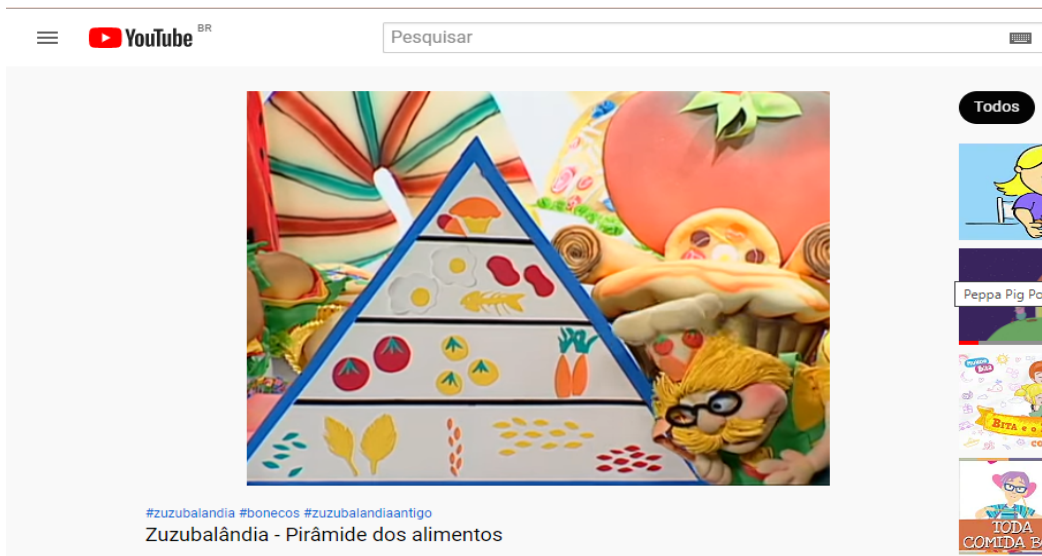 YouTube BR
Pesquisar
Todos
Peppa Pig Po
BITA e o
TODA
COMIDA B
#zuzubalandia #bonecos #zuzubalandiaantigo
Zuzubalândia - Pirâmide dos alimentos